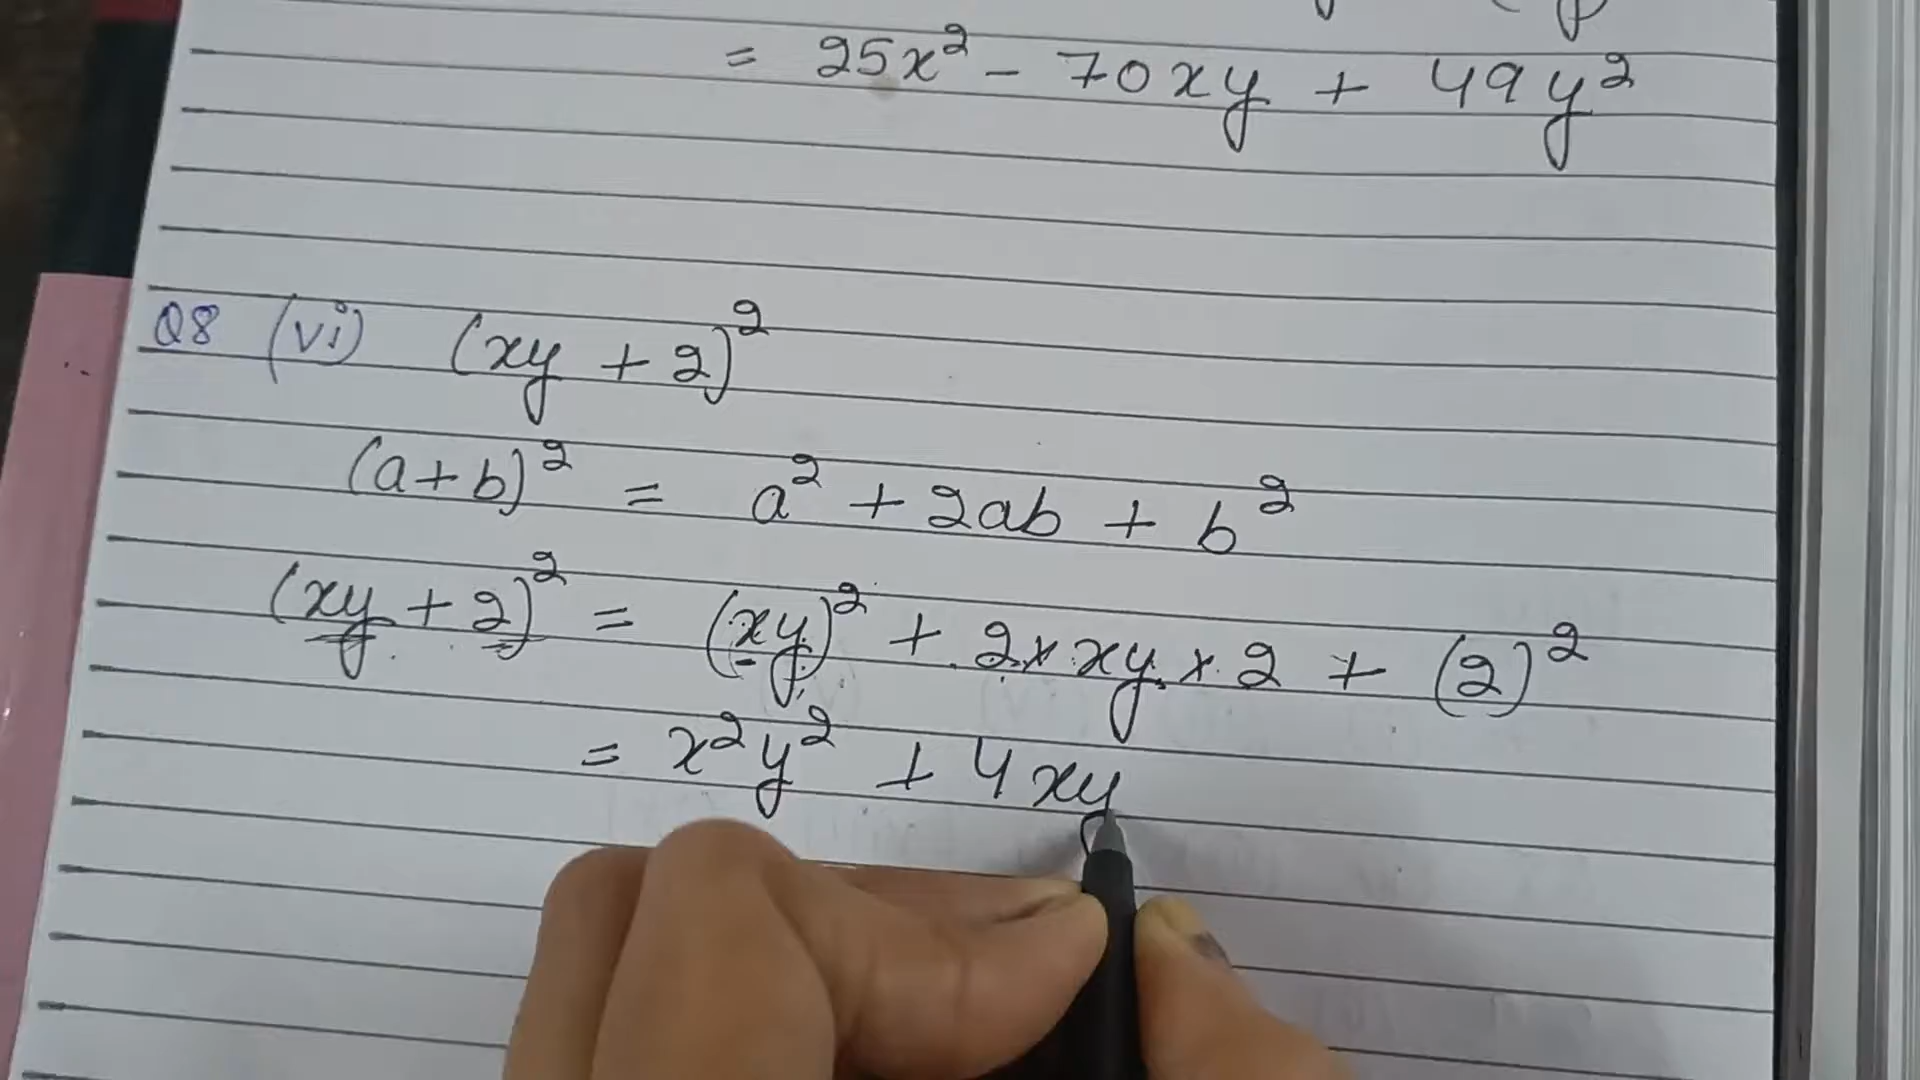 = 25x² - 70xy + 49y²
Q8 (vi) (xy + 2)²
(a+b)² = a² + 2ab + b²
(xy + 2)² = (xy)² + 2 × xy × 2 + (2)²
= x²y² + 4xy